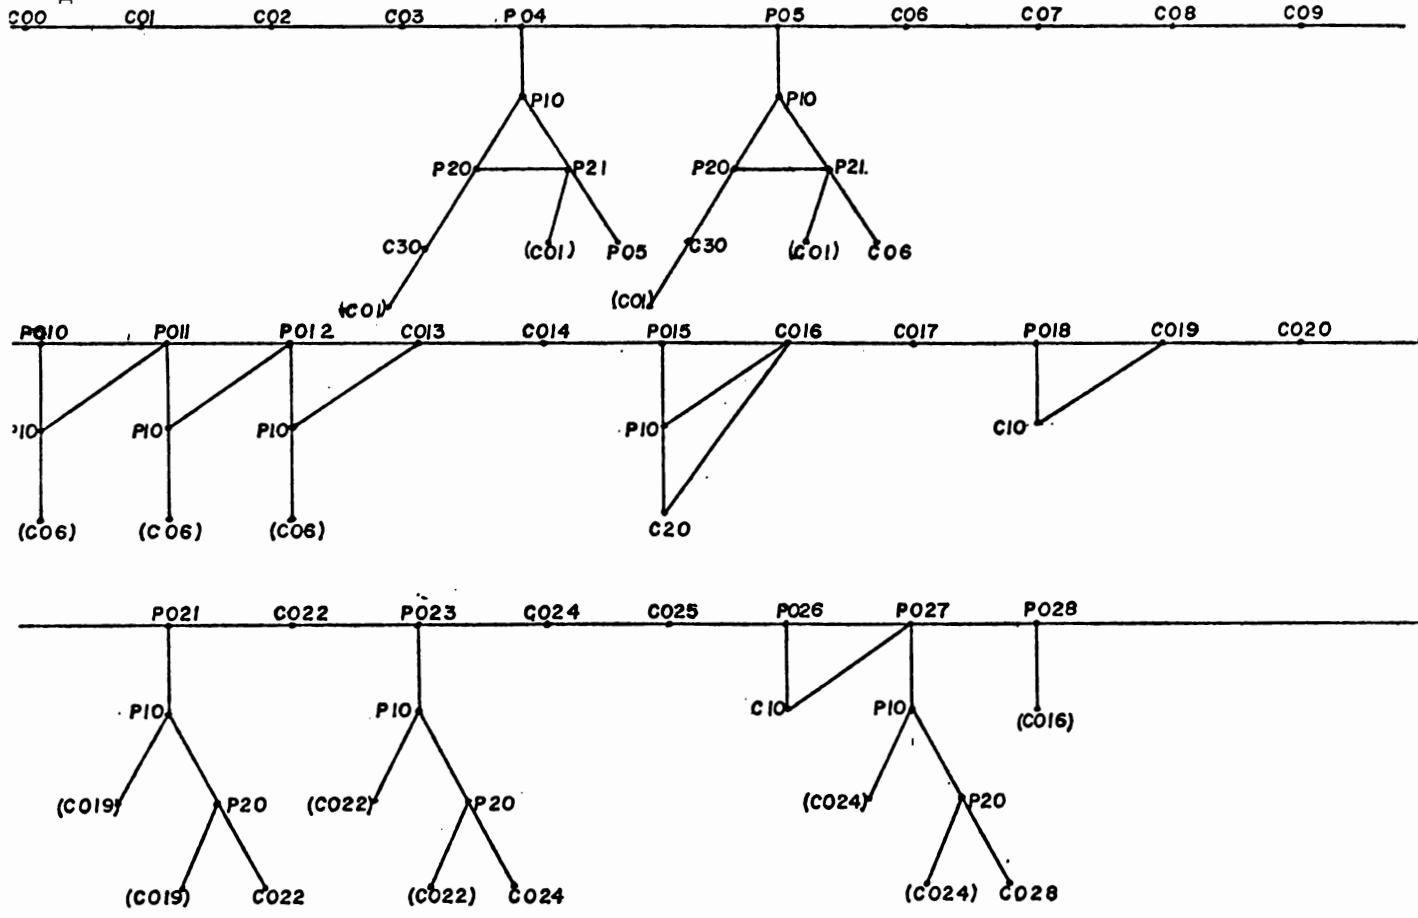 C00 C01 C02 C03 P04 P05 C06 C07 C08 C09
P10 P10
P20 P21 P20 P21.
C30 (C01) P05 C30 (C01) C06
(C01) (C01)
P010 P011 P012 C013 C014 P015 C016 C017 P018 C019 C020
P10 P10 P10 P10 C10
(C06) (C06) (C06) C20
P021 C022 P023 C024 C025 P026 P027 P028
P10 P10 C10 P10 (C016)
(C019) P20 (C022) P20 (C024) P20
(C019) C022 (C022) C024 (C024) C028